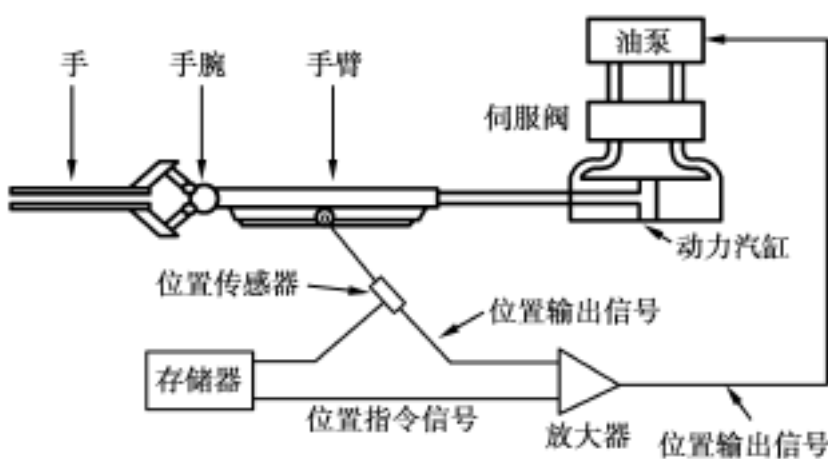 油泵
手
手腕
手臂
伺服阀
动力汽缸
位置传感器
位置输出信号
存储器
位置指令信号
放大器
位置输出信号